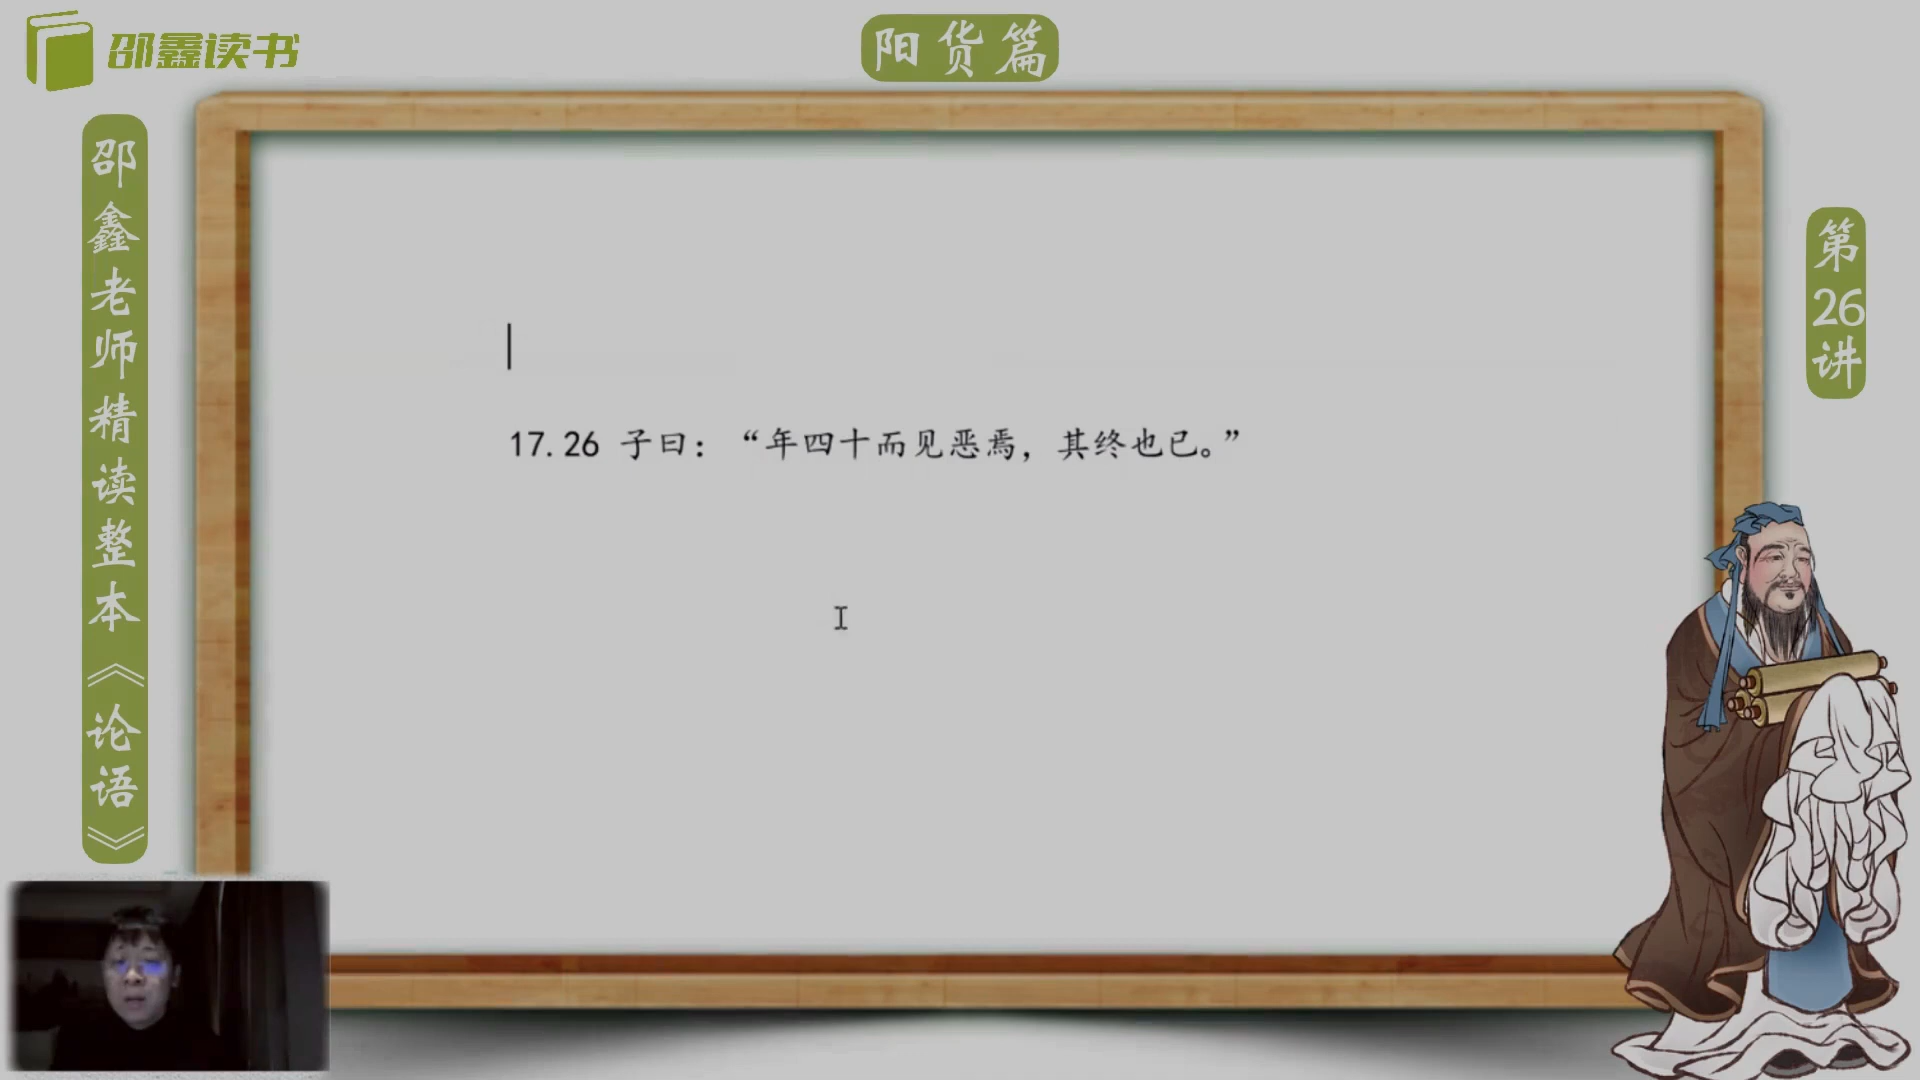 邵鑫读书
阳货篇
邵鑫老师精读整本《论语》
第26讲
17.26 子曰：“年四十而见恶焉，其终也已。”